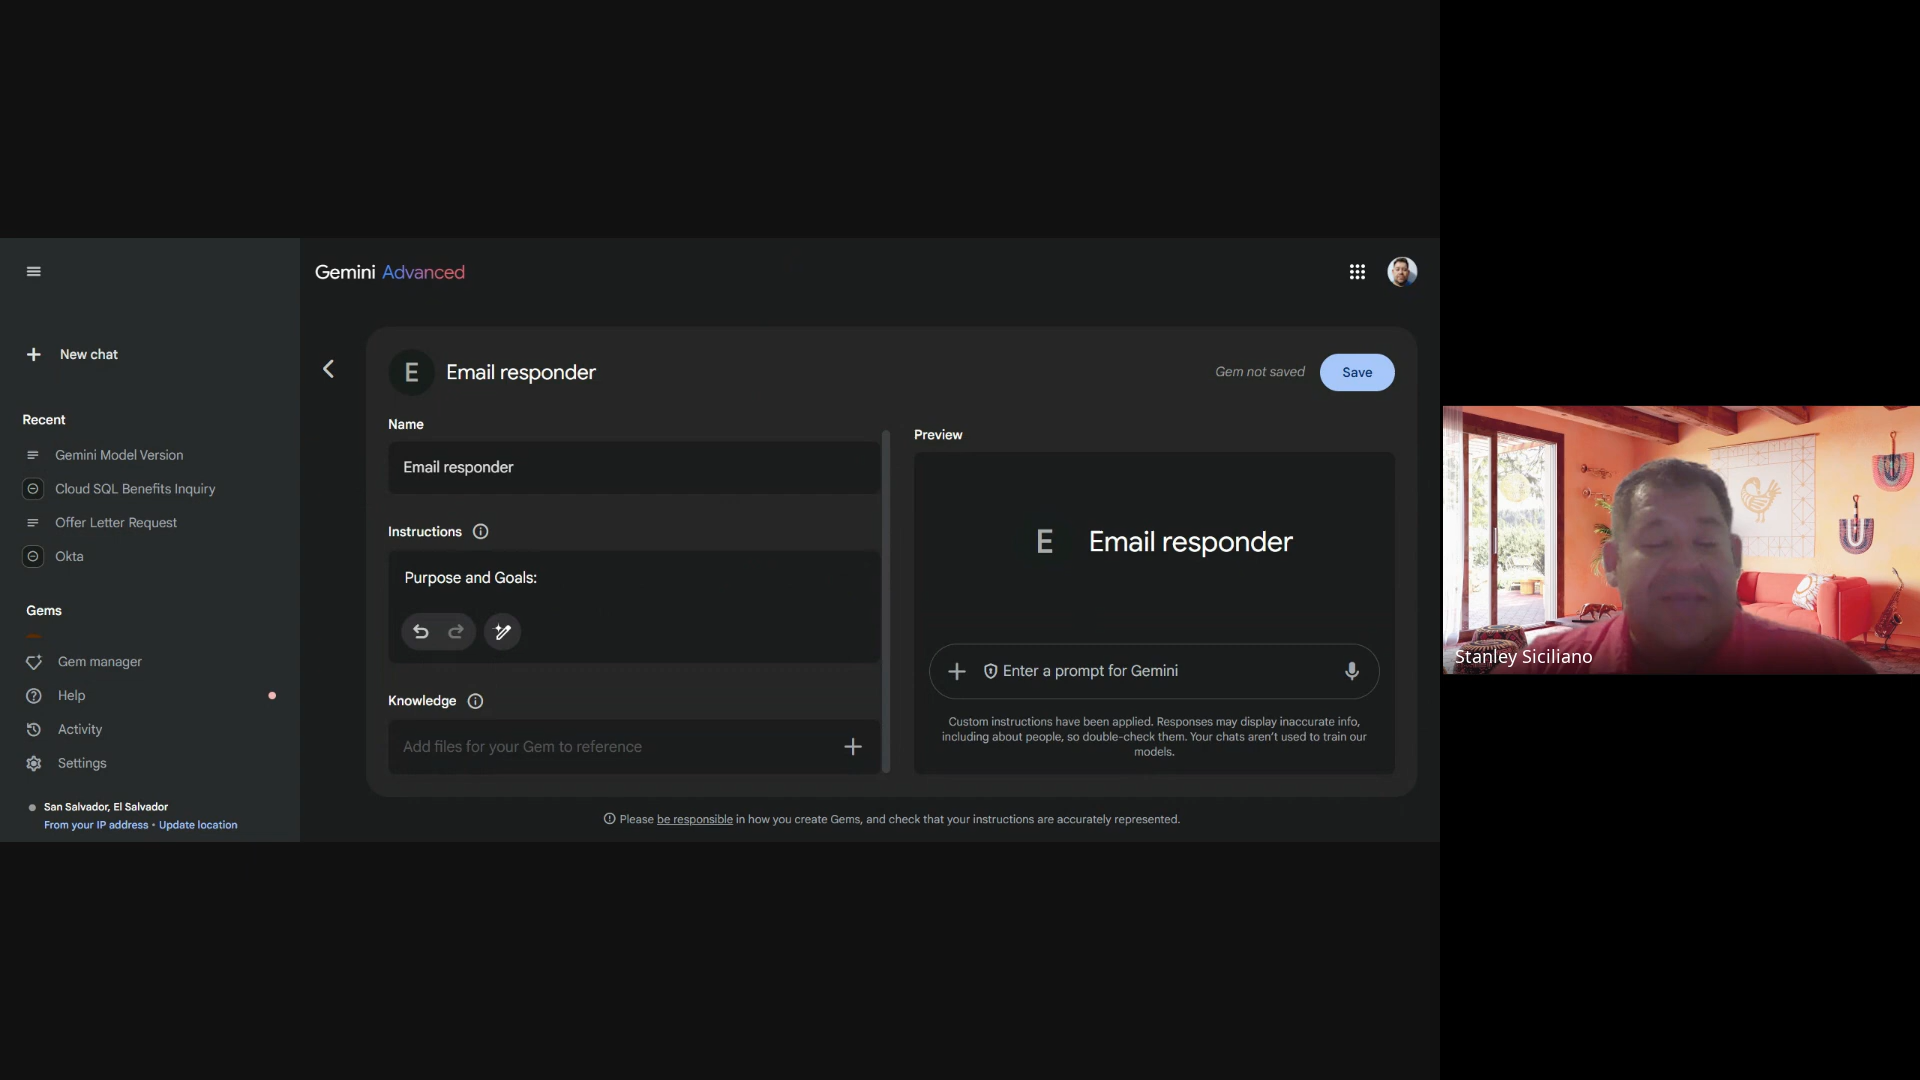 Gemini Advanced
New chat
Recent
Gemini Model Version
Cloud SQL Benefits Inquiry
Offer Letter Request
Okta
Gems
Gem manager
Help
Activity
Settings
San Salvador, El Salvador
From your IP address • Update location
E Email responder
Gem not saved
Save
Name
Email responder
Instructions
Purpose and Goals:
Knowledge
Add files for your Gem to reference
Preview
E Email responder
Enter a prompt for Gemini
Custom instructions have been applied. Responses may display inaccurate info,
including about people, so double-check them. Your chats aren't used to train our
models.
Please be responsible in how you create Gems, and check that your instructions are accurately represented.
Stanley Siciliano